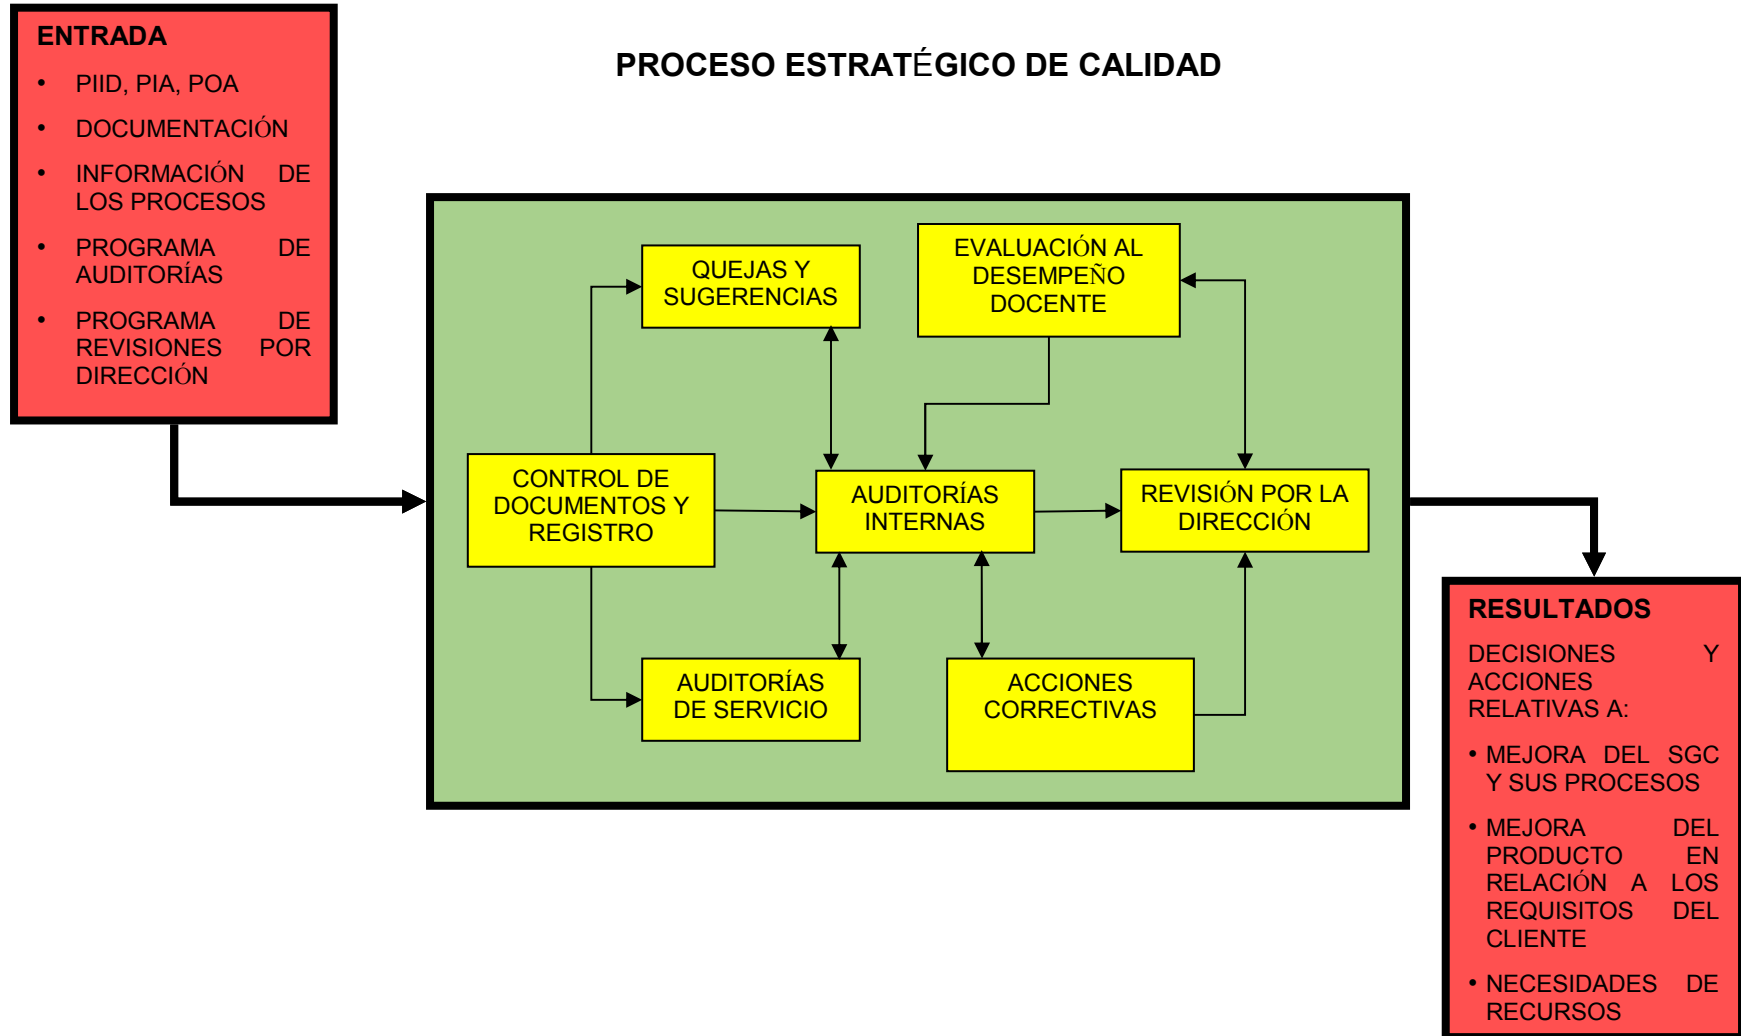 ENTRADA
• PIID, PIA, POA
• DOCUMENTACIÓN
• INFORMACIÓN DE
LOS PROCESOS
• PROGRAMA DE
AUDITORÍAS
• PROGRAMA DE
REVISIONES POR
DIRECCIÓN
PROCESO ESTRATÉGICO DE CALIDAD
QUEJAS Y
SUGERENCIAS
EVALUACIÓN AL
DESEMPEÑO
DOCENTE
CONTROL DE
DOCUMENTOS Y
REGISTRO
AUDITORÍAS
INTERNAS
REVISIÓN POR LA
DIRECCIÓN
AUDITORÍAS
DE SERVICIO
ACCIONES
CORRECTIVAS
RESULTADOS
DECISIONES Y
ACCIONES
RELATIVAS A:
• MEJORA DEL SGC
Y SUS PROCESOS
• MEJORA DEL
PRODUCTO EN
RELACIÓN A LOS
REQUISITOS DEL
CLIENTE
• NECESIDADES DE
RECURSOS